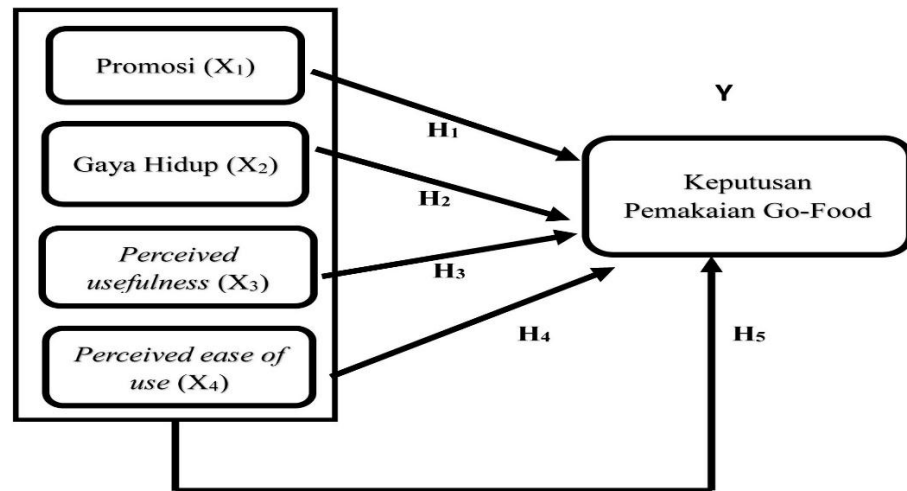 Promosi (X₁)
Gaya Hidup (X₂)
Perceived
usefulness (X₃)
Perceived ease of
use (X₄)
H₁
H₂
H₃
H₄
H₅
Y
Keputusan
Pemakaian Go-Food